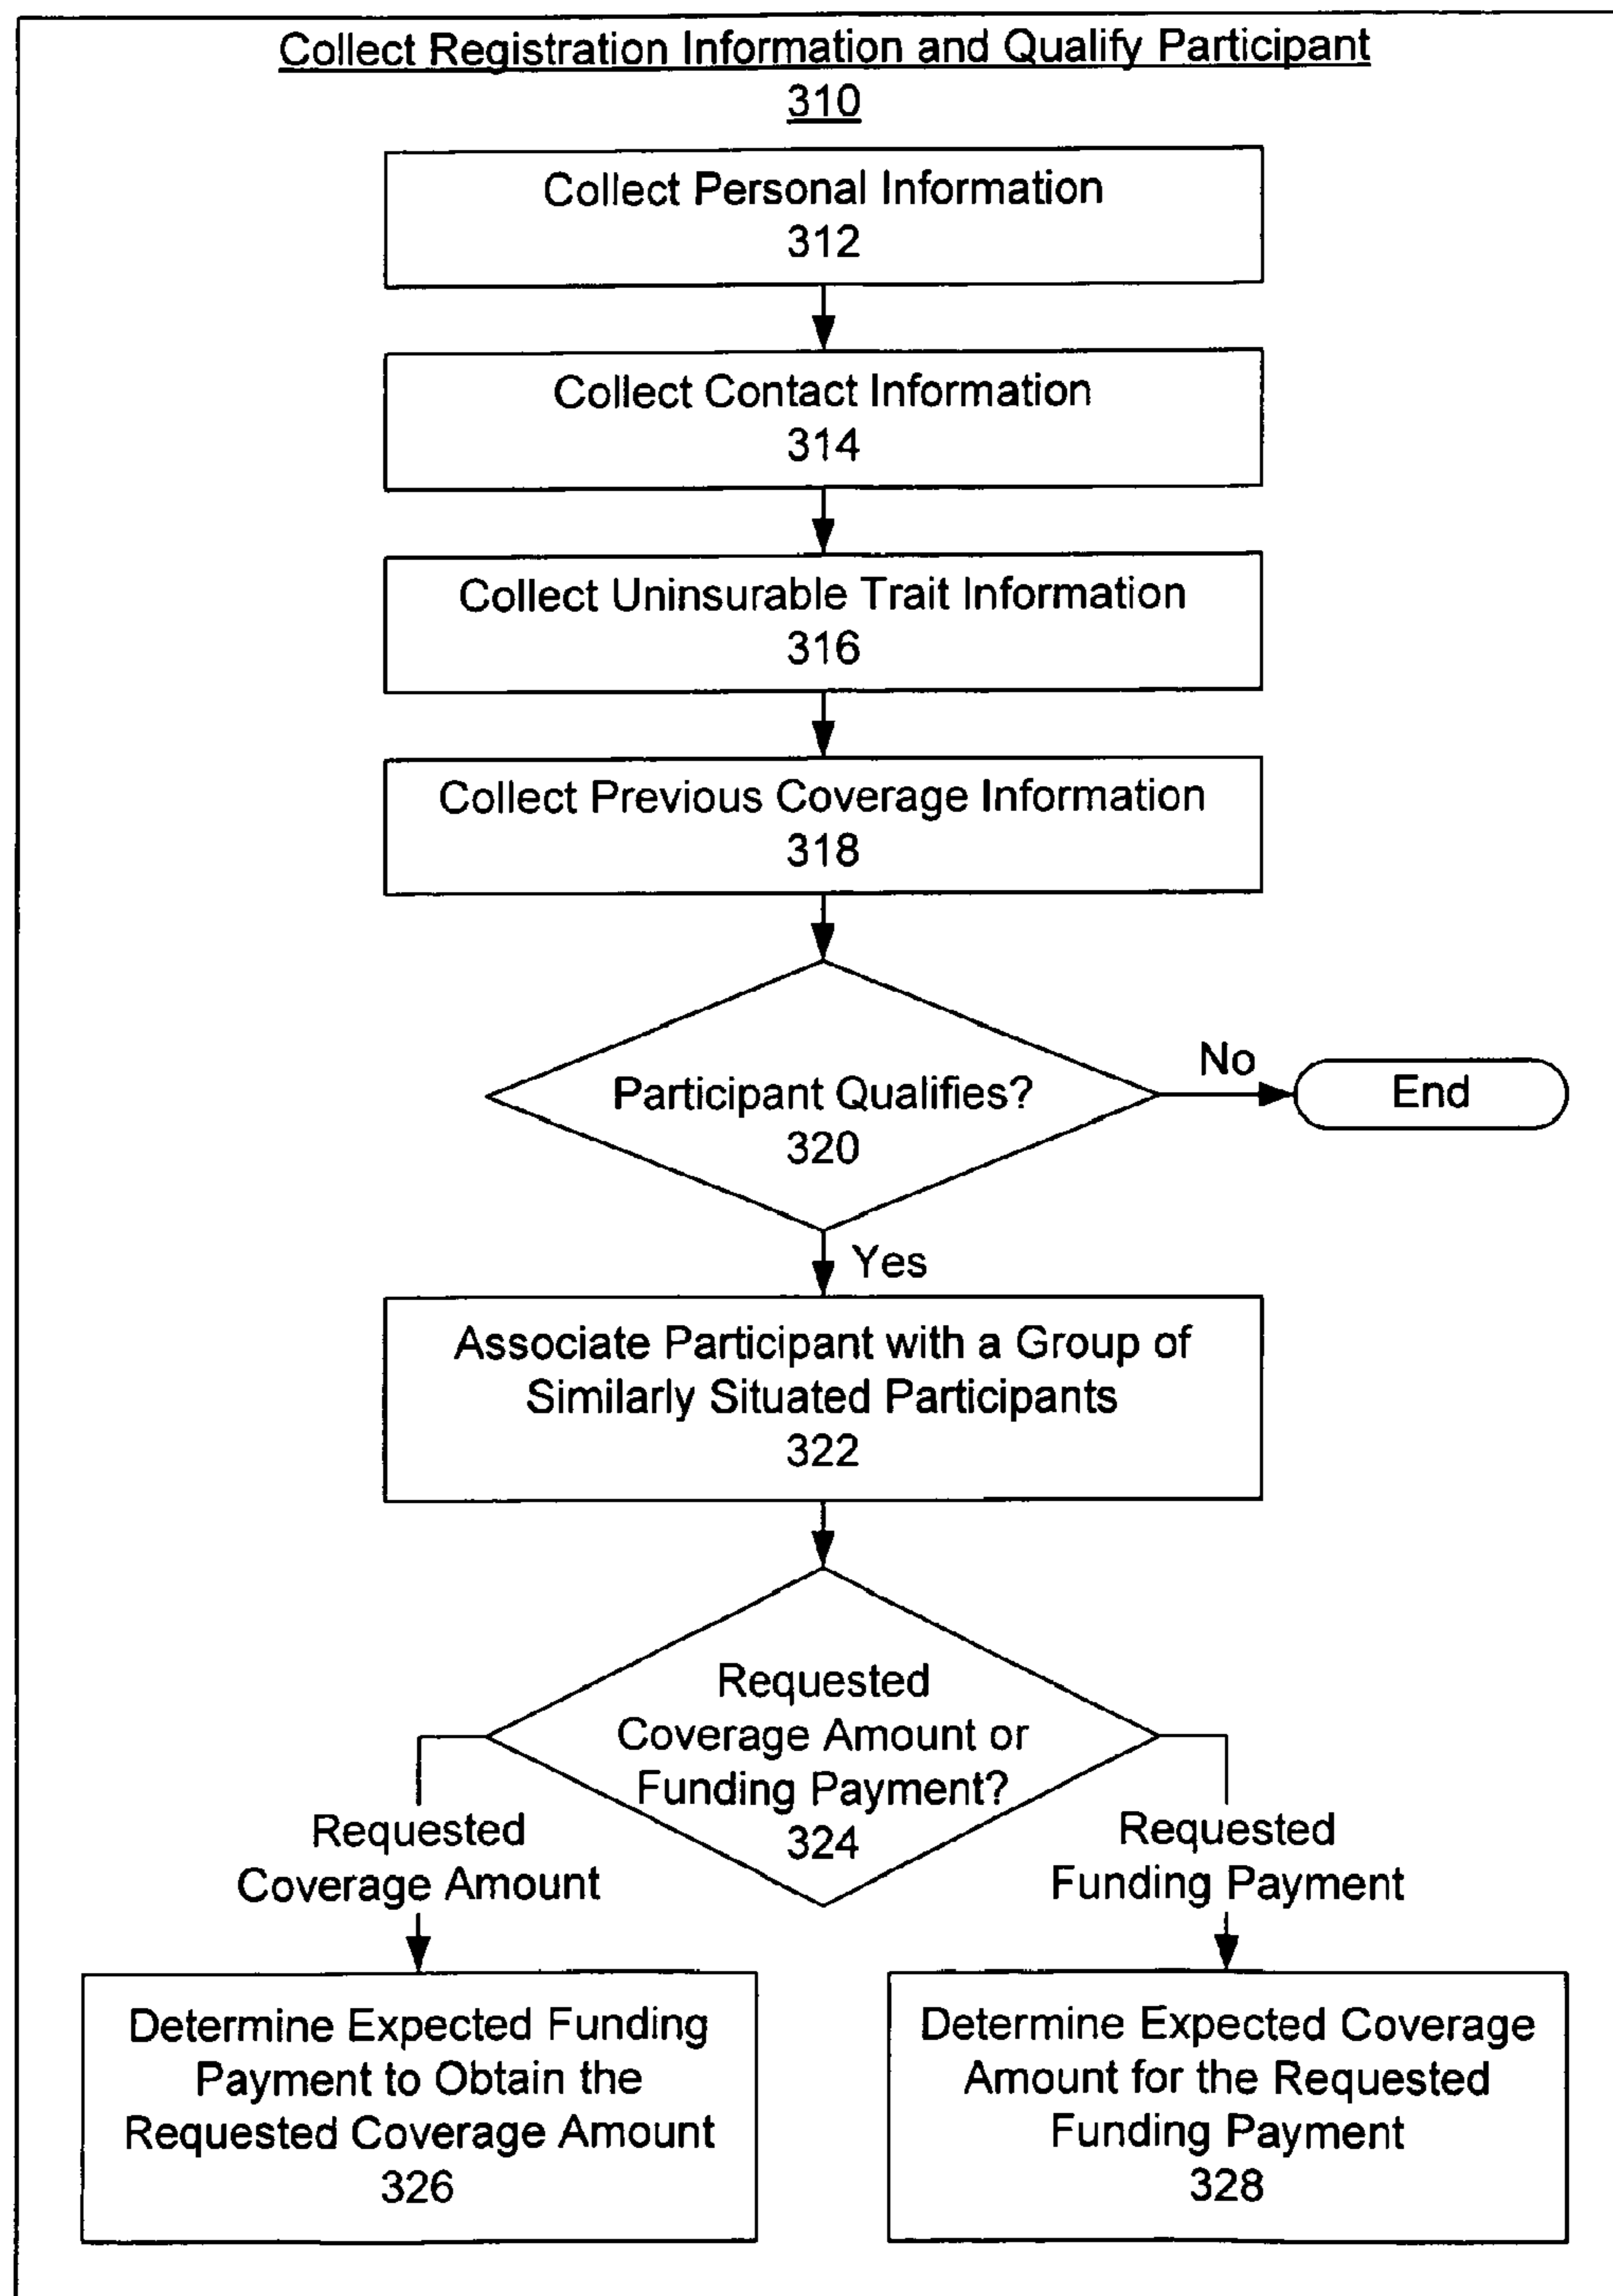 Collect Registration Information and Qualify Participant
310
Collect Personal Information
312
Collect Contact Information
314
Collect Uninsurable Trait Information
316
Collect Previous Coverage Information
318
Participant Qualifies?
320
No
End
Yes
Associate Participant with a Group of
Similarly Situated Participants
322
Requested
Coverage Amount or
Funding Payment?
324
Requested
Coverage Amount
Requested
Funding Payment
Determine Expected Funding
Payment to Obtain the
Requested Coverage Amount
326
Determine Expected Coverage
Amount for the Requested
Funding Payment
328